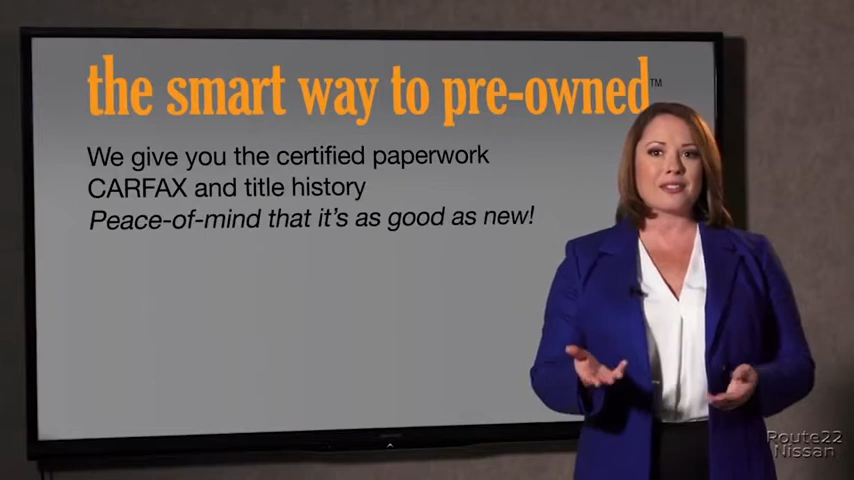 the smart way to pre-owned™
We give you the certified paperwork
CARFAX and title history
Peace-of-mind that it's as good as new!
Route22
Nissan